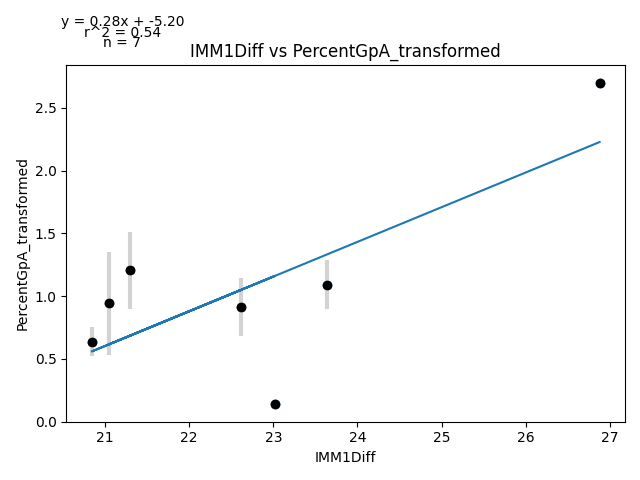 y = 0.28x + -5.20
r^2 = 0.54
n = 7
IMM1Diff vs PercentGpA_transformed
PercentGpA_transformed
2.5
2.0
1.5
1.0
0.5
0.0
21 22 23 24 25 26 27
IMM1Diff